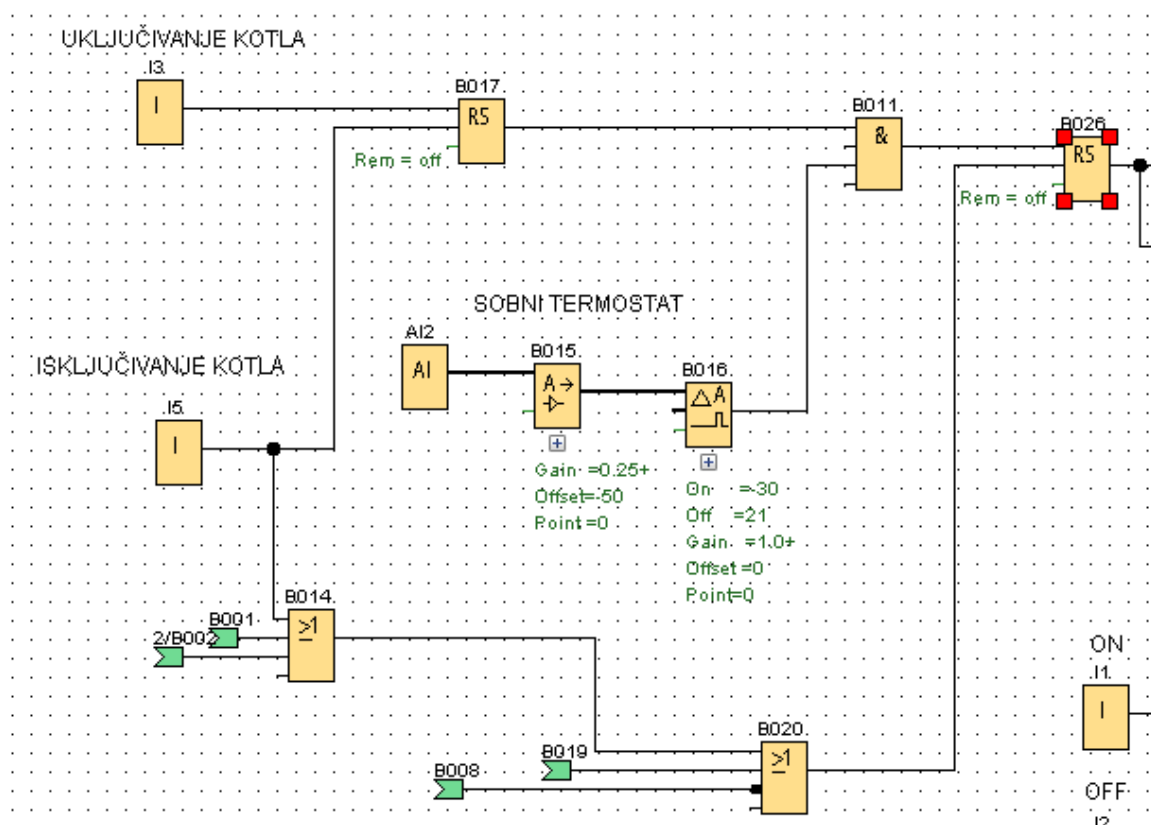 UKLJUČIVANJE KOTLA
I3
I
B017
RS
Rem = off
B011
&
B026
RS
Rem = off
SOBNI TERMOSTAT
AI2
AI
B015
A→
Gain =0.25+
Offset=-50
Point =0
B016
ΔA
On =-30
Off =21
Gain =1.0+
Offset =0
Point=0
ISKLJUČIVANJE KOTLA
I5
I
B014
≥1
B001
2/B002
B020
≥1
B019
B008
ON
I1
I
OFF
I2